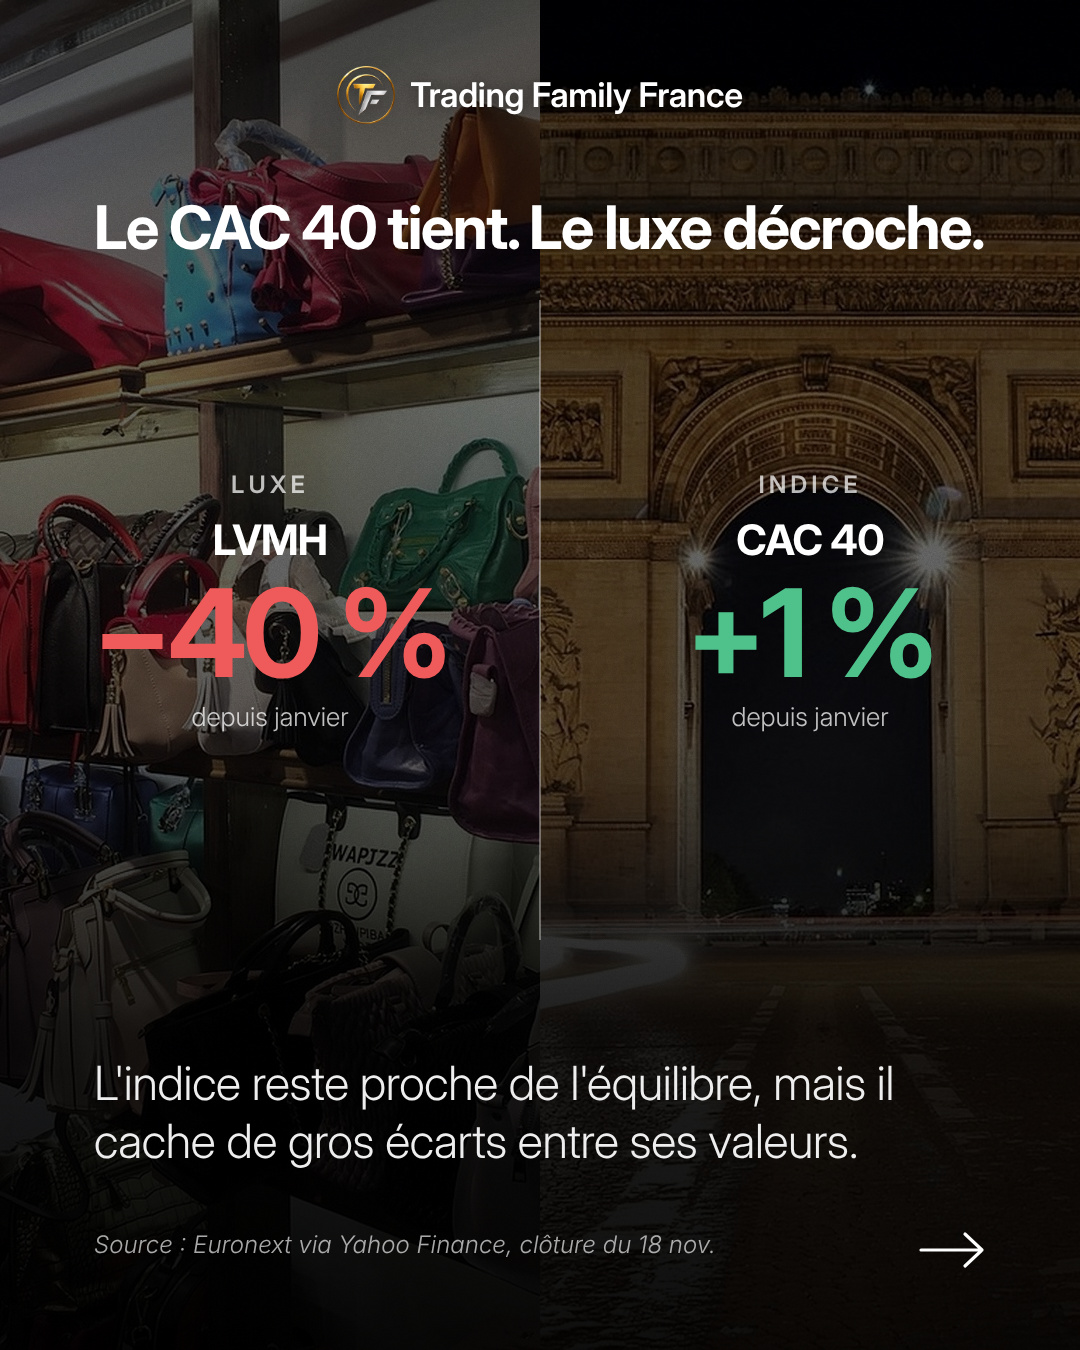 Trading Family France
Le CAC 40 tient. Le luxe décroche.
LUXE
LVMH
−40 %
depuis janvier
INDICE
CAC 40
+1 %
depuis janvier
WAPJZZ
L'indice reste proche de l'équilibre, mais il
cache de gros écarts entre ses valeurs.
Source : Euronext via Yahoo Finance, clôture du 18 nov.